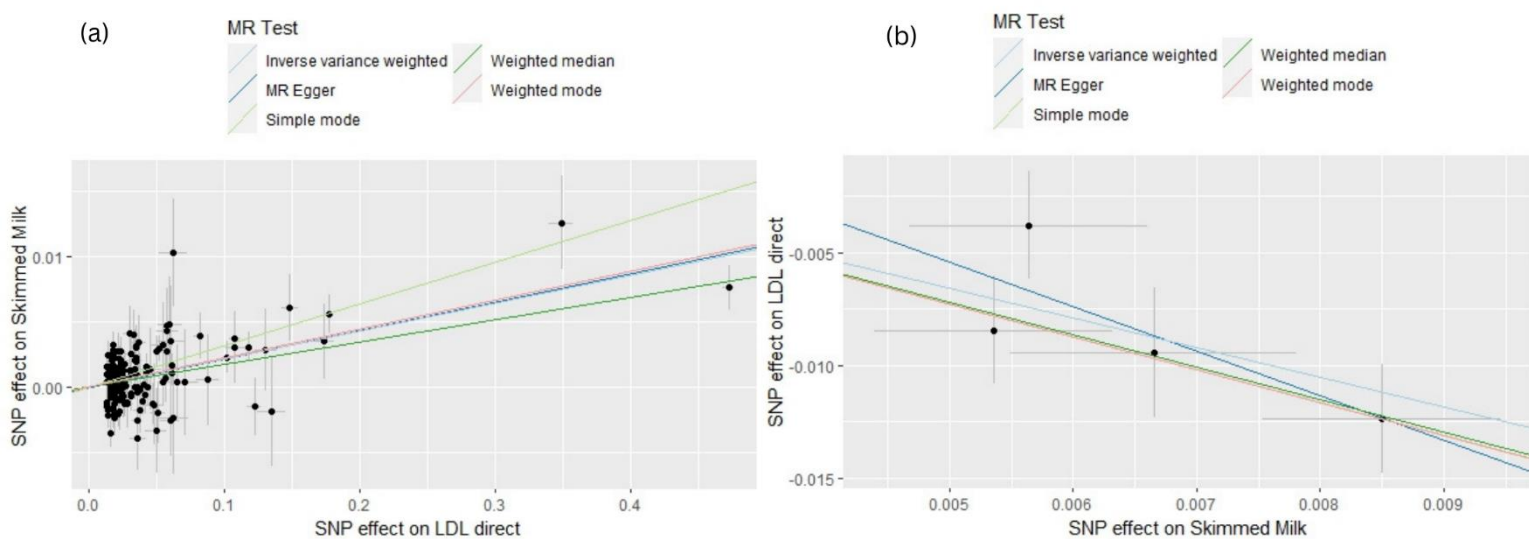 (a)
MR Test
Inverse variance weighted
Weighted median
MR Egger
Weighted mode
Simple mode
SNP effect on Skimmed Milk
0.01
0.00
0.0
0.1
0.2
0.3
0.4
SNP effect on LDL direct
(b)
MR Test
Inverse variance weighted
Weighted median
MR Egger
Weighted mode
Simple mode
SNP effect on LDL direct
-0.005
-0.010
-0.015
0.005
0.006
0.007
0.008
0.009
SNP effect on Skimmed Milk